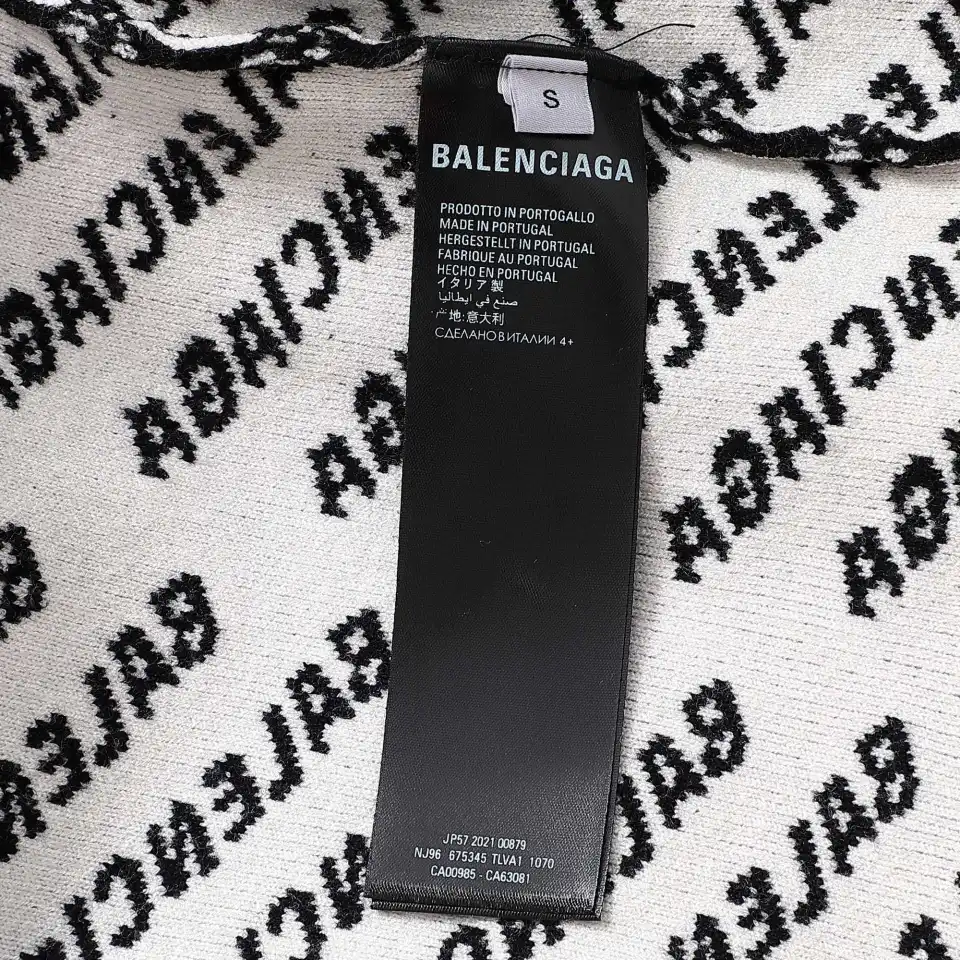 S
BALENCIAGA
PRODOTTO IN PORTOGALLO
MADE IN PORTUGAL
HERGESTELLT IN PORTUGAL
FABRIQUE AU PORTUGAL
HECHO EN PORTUGAL
イタリア製
صنع في ايطاليا
地:意大利
СДЕЛАНО В ИТАЛИИ 4+
JP57 2021 00879
NJ96 675345 TLVA1 1070
CA00985 - CA63081